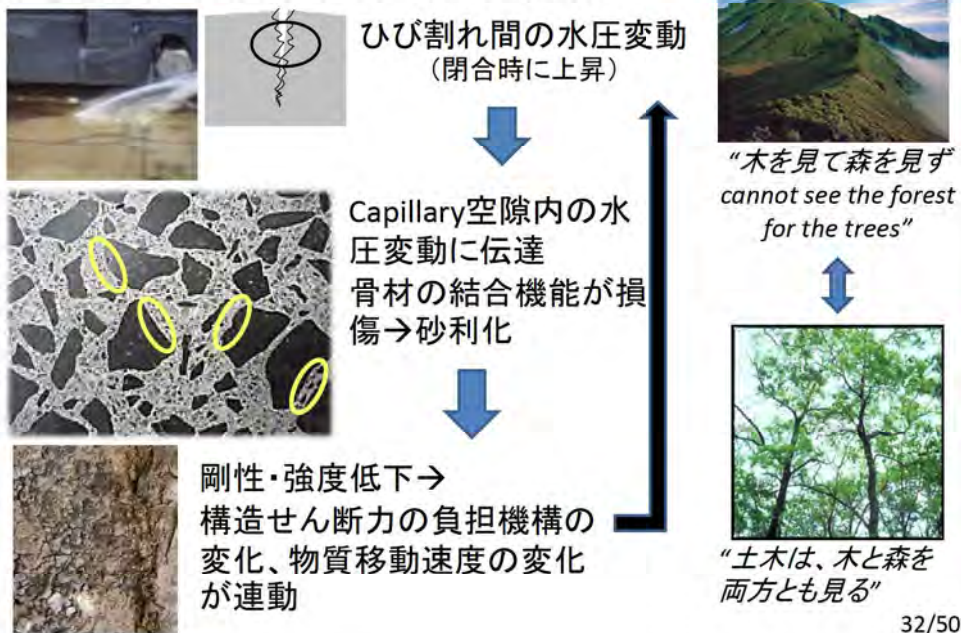 ひび割れ間の水圧変動
（閉合時に上昇）
Capillary空隙内の水
圧変動に伝達
骨材の結合機能が損
傷→砂利化
剛性・強度低下→
構造せん断力の負担機構の
変化、物質移動速度の変化
が連動
“木を見て森を見ず
cannot see the forest
for the trees”
“土木は、木と森を
両方とも見る”
32/50